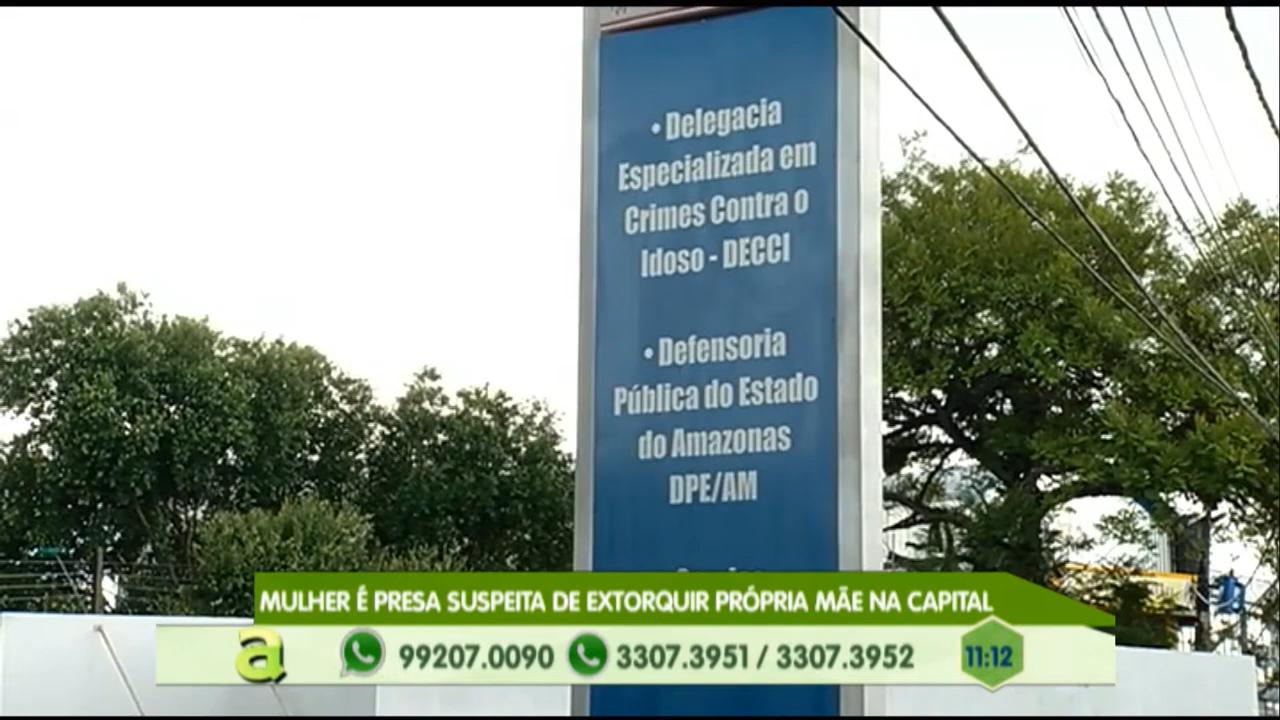 • Delegacia
Especializada em
Crimes Contra o
Idoso - DECCI
• Defensoria
Pública do Estado
do Amazonas
DPE/AM
MULHER É PRESA SUSPEITA DE EXTORQUIR PRÓPRIA MÃE NA CAPITAL
a 99207.0090 3307.3951 / 3307.3952 11:12